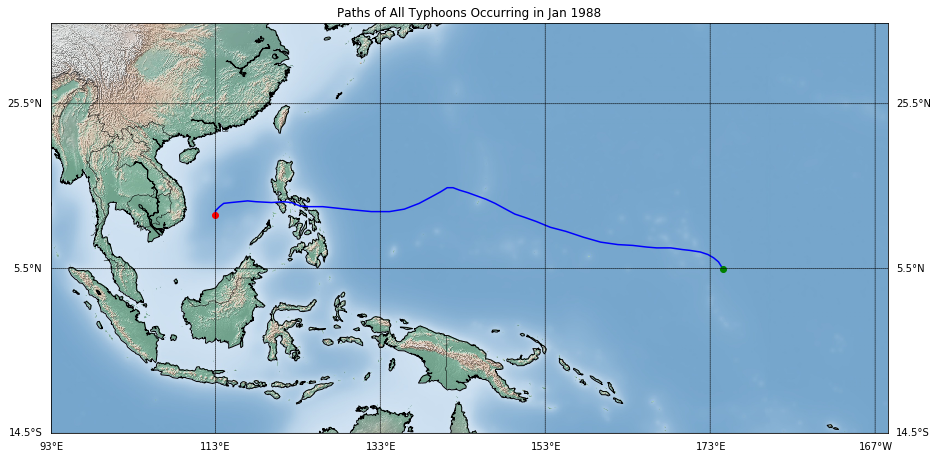 Paths of All Typhoons Occurring in Jan 1988
25.5°N 25.5°N
5.5°N 5.5°N
14.5°S 14.5°S
93°E 113°E 133°E 153°E 173°E 167°W